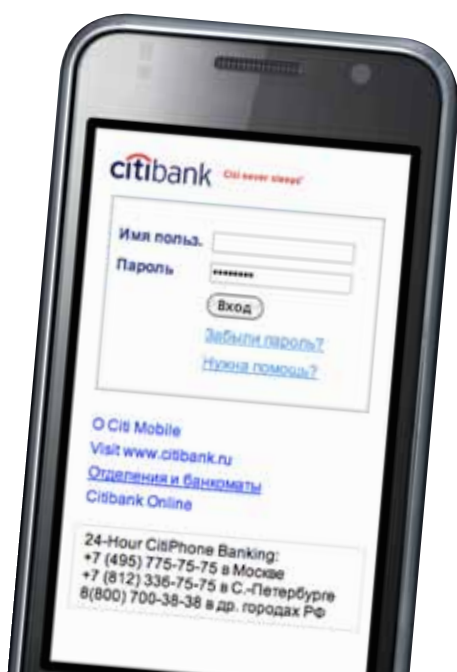 citibank Citi never sleeps®
Имя польз.
Пароль ••••••••
Вход
Забыли пароль?
Нужна помощь?
О Citi Mobile
Visit www.citibank.ru
Отделения и банкоматы
Citibank Online
24-Hour CitiPhone Banking:
+7 (495) 775-75-75 в Москве
+7 (812) 336-75-75 в С.-Петербурге
8(800) 700-38-38 в др. городах РФ